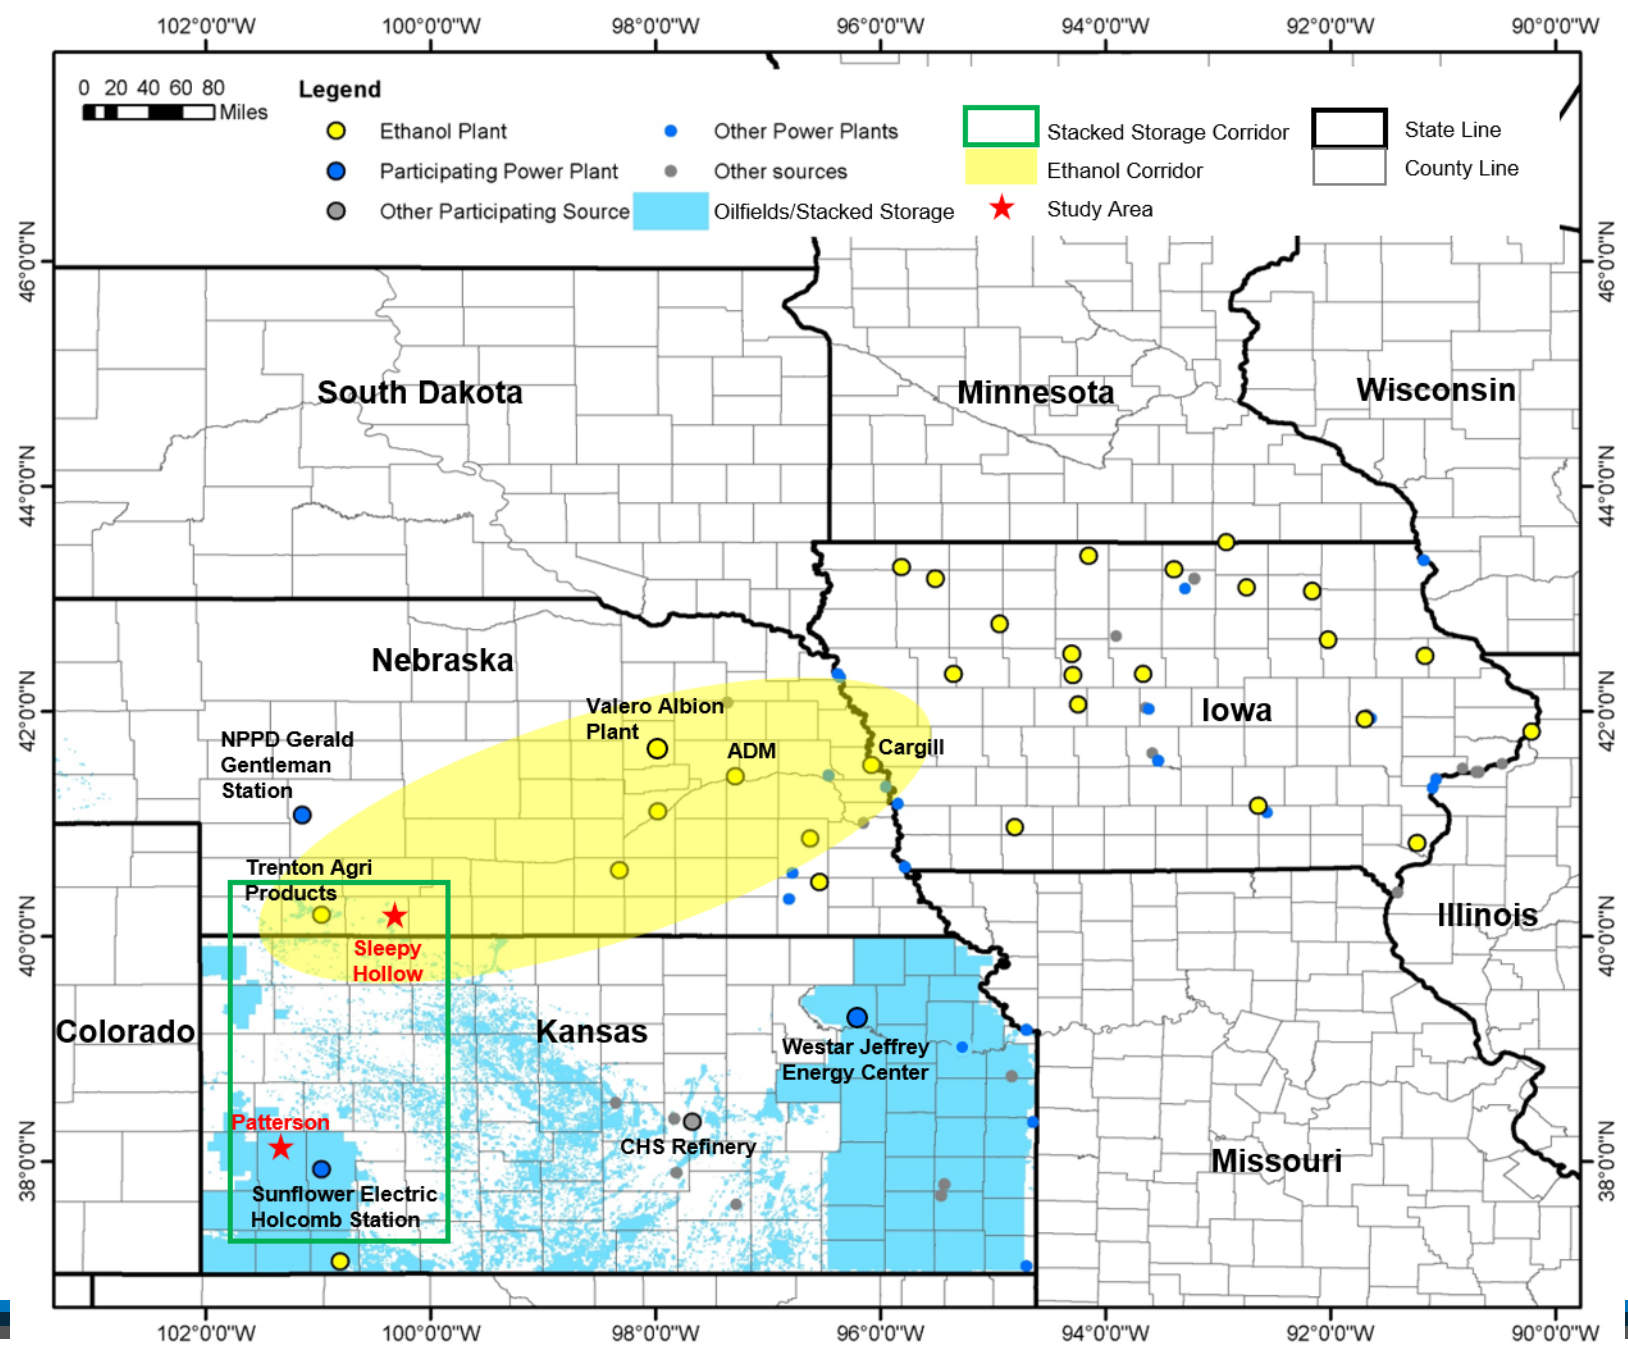 102°0'0"W 100°0'0"W 98°0'0"W 96°0'0"W 94°0'0"W 92°0'0"W 90°0'0"W
0 20 40 60 80
Miles
Legend
Ethanol Plant
Participating Power Plant
Other Participating Source
Other Power Plants
Other sources
Oilfields/Stacked Storage
Stacked Storage Corridor
Ethanol Corridor
Study Area
State Line
County Line
46°0'0"N 46°0'0"N
South Dakota
Minnesota
Wisconsin
44°0'0"N 44°0'0"N
Nebraska
42°0'0"N 42°0'0"N
Valero Albion
Plant
Iowa
NPPD Gerald
Gentleman
Station
ADM
Cargill
Trenton Agri
Products
Sleepy
Hollow
Illinois
40°0'0"N 40°0'0"N
Colorado
Kansas
Westar Jeffrey
Energy Center
Patterson
CHS Refinery
Missouri
38°0'0"N 38°0'0"N
Sunflower Electric
Holcomb Station
102°0'0"W 100°0'0"W 98°0'0"W 96°0'0"W 94°0'0"W 92°0'0"W 90°0'0"W